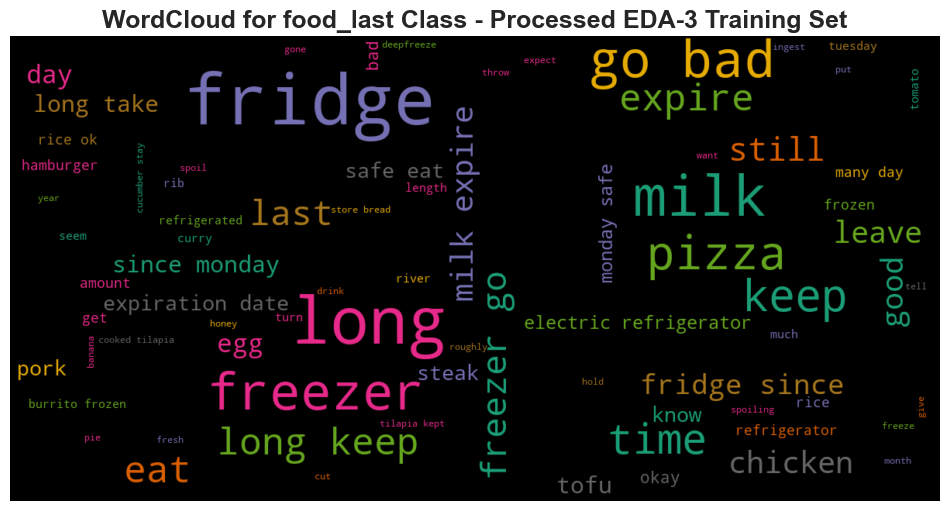 WordCloud for food_last Class - Processed EDA-3 Training Set
gone
bad
deepfreeze
go bad
ingest
tuesday
day
fridge
throw
expect
put
tomato
long take
expire
rice ok
milk expire
still
want
hamburger
cucumber stay
spoil
safe eat
many day
rib
length
monday safe
milk
year
last
store bread
frozen
refrigerated
leave
seem
curry
pizza
since monday
good
amount
river
freezer go
keep
tell
expiration date
drink
long
get
honey
turn
electric refrigerator
much
banana
cooked tilapia
egg
roughly
pork
freezer
steak
hold
fridge since
burrito frozen
know
spoiling
rice
give
tilapia kept
time
refrigerator
freeze
pie
fresh
long keep
chicken
month
eat
cut
tofu
okay